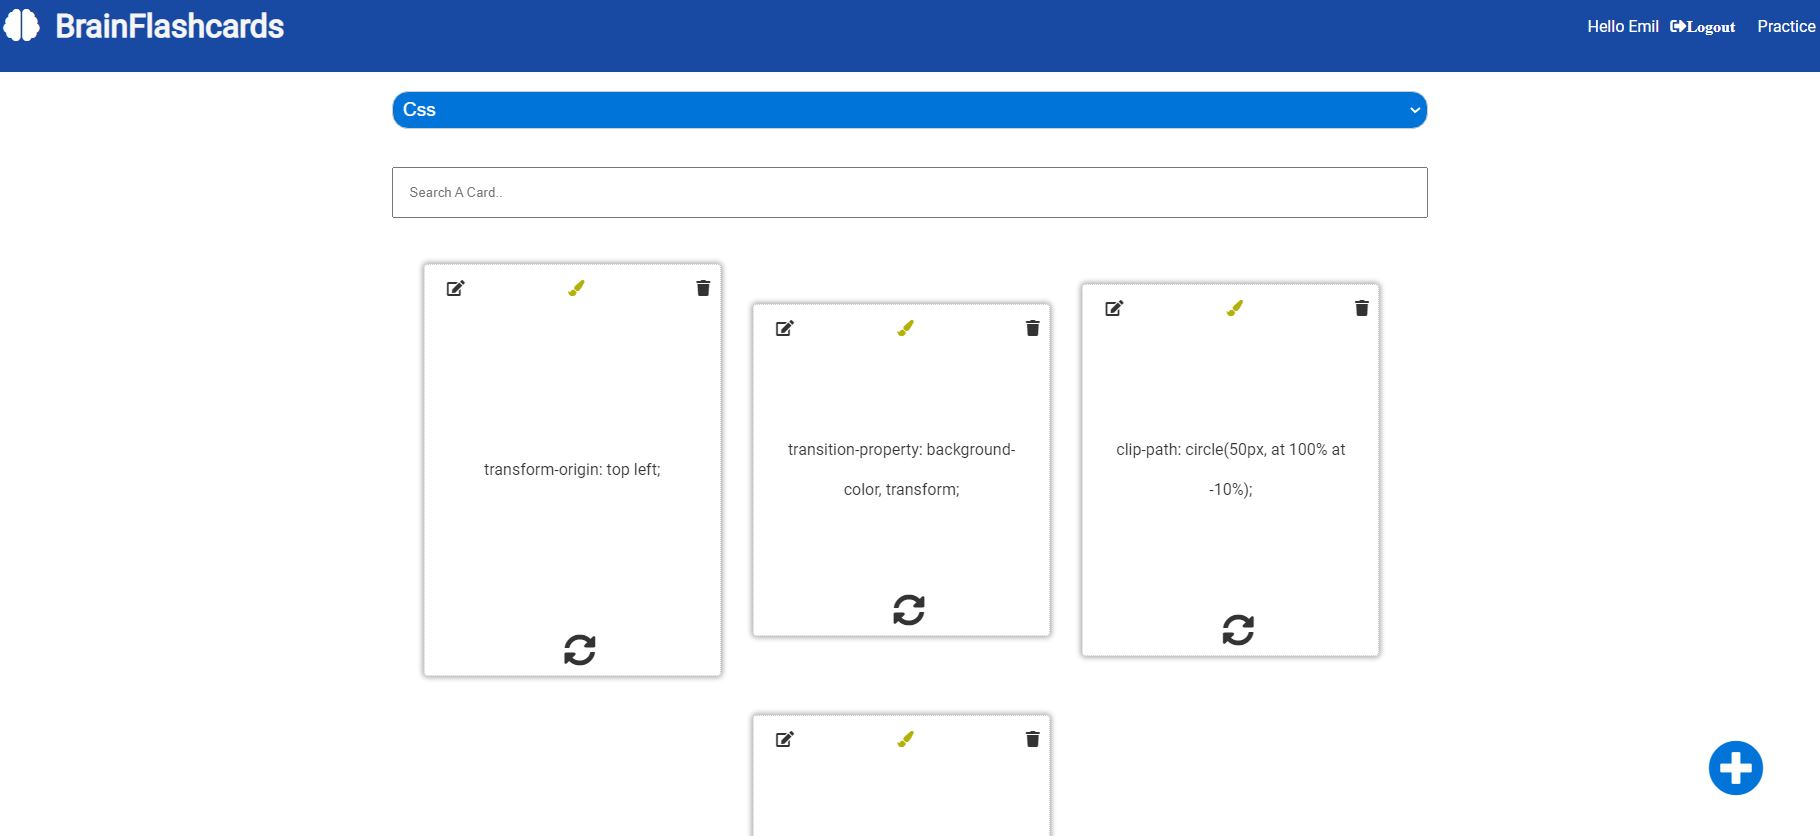 BrainFlashcards
Hello Emil Logout Practice
Css
Search A Card..
transform-origin: top left;
transition-property: background-
color, transform;
clip-path: circle(50px, at 100% at
-10%);